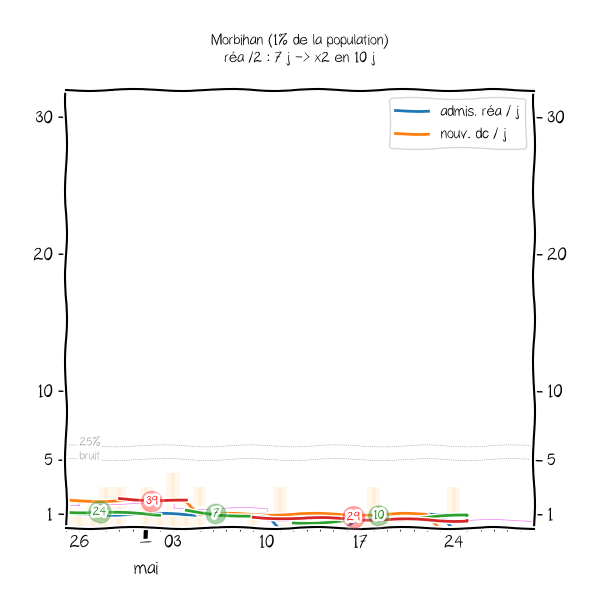 Morbihan (1% de la population)
réa /2 : 7 j -> x2 en 10 j
admis. réa / j
nouv. dc / j
30 30
20 20
10 10
25%
bruit
5 5
1 1
24 39 7 29 10
26 03 10 17 24
mai